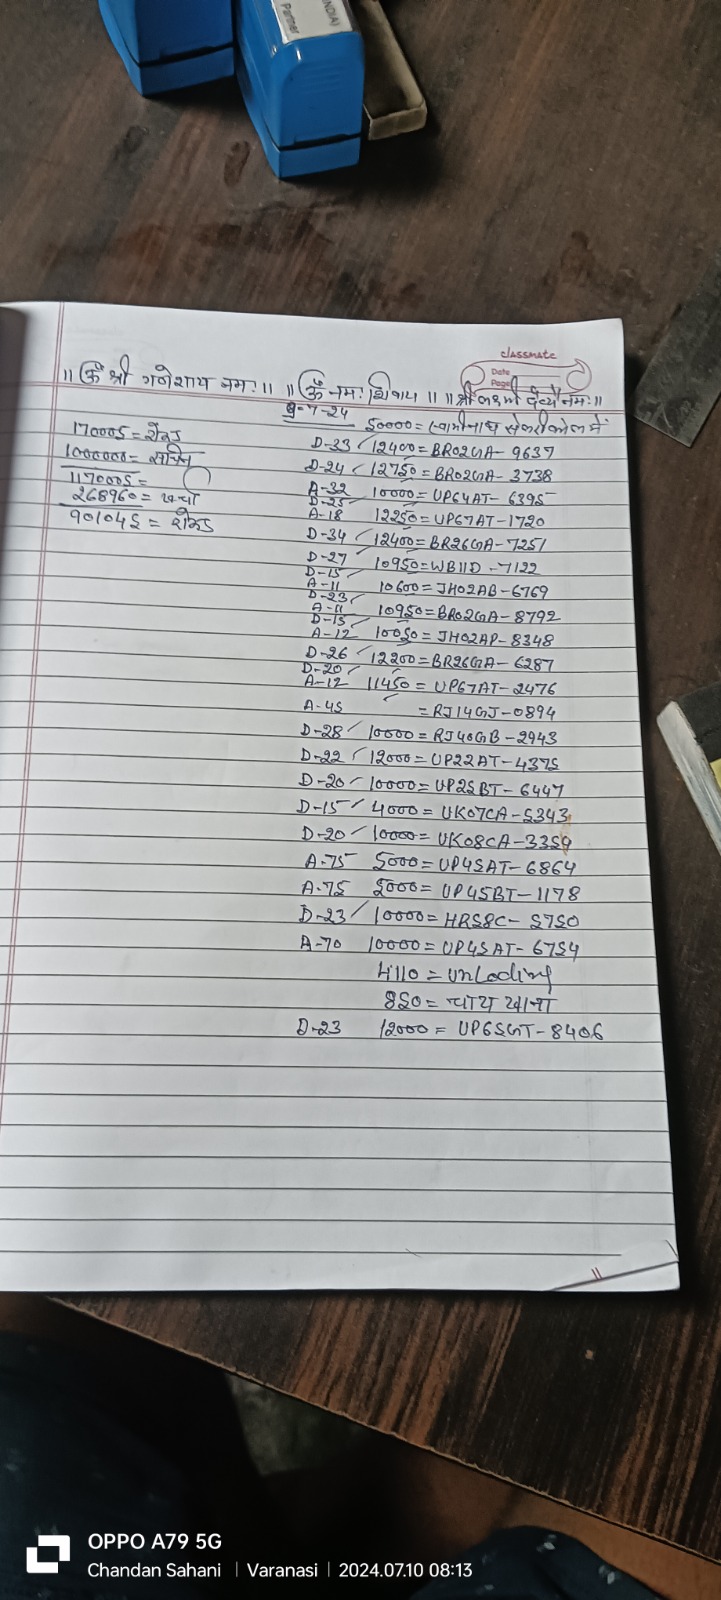 (INDIA)
Partner
classmate
Date
Page
॥ ॐ श्री गणेशाय नमः ॥ ॥ ॐ नमः शिवाय ॥ ॥ श्री लक्ष्मी देव्यै नमः ॥
9-7-24
170005 = रोकड़
1000000 =
1170005 =
268960 = खर्चा
901045 = रोकड़
50000 =
D-33 / 12400 = BR02GA-9637
D-24 / 12750 = BR02GA-3738
A-32 10000 = UP64AT-6395
D-25 /
A-18 12250 = UP67AT-1720
D-34 / 12400 = BR26GA-7251
D-27 / 10950 = WB11D-7122
D-15 /
A-11 10600 = JH02AB-6769
D-23 /
A-11 10950 = BR02GA-8792
D-15 /
A-12 10050 = JH02AP-8348
D-26 / 12200 = BR26GA-6287
D-20 /
A-12 11450 = UP67AT-2476
A-45 = RJ14GJ-0894
D-28 / 10000 = RJ40GB-2943
D-22 / 12000 = UP22AT-4375
D-20 / 10000 = UP25BT-6447
D-15 / 4000 = UK07CA-5343
D-20 / 10000 = UK08CA-3359
A-75 5000 = UP45AT-6864
A-75 5000 = UP45BT-1178
D-23 / 10000 = HR58C-5750
A-70 10000 = UP45AT-6754
4110 = unloding
850 = चाय खाना
D-23 12000 = UP65GT-8406
OPPO A79 5G
Chandan Sahani | Varanasi | 2024.07.10 08:13